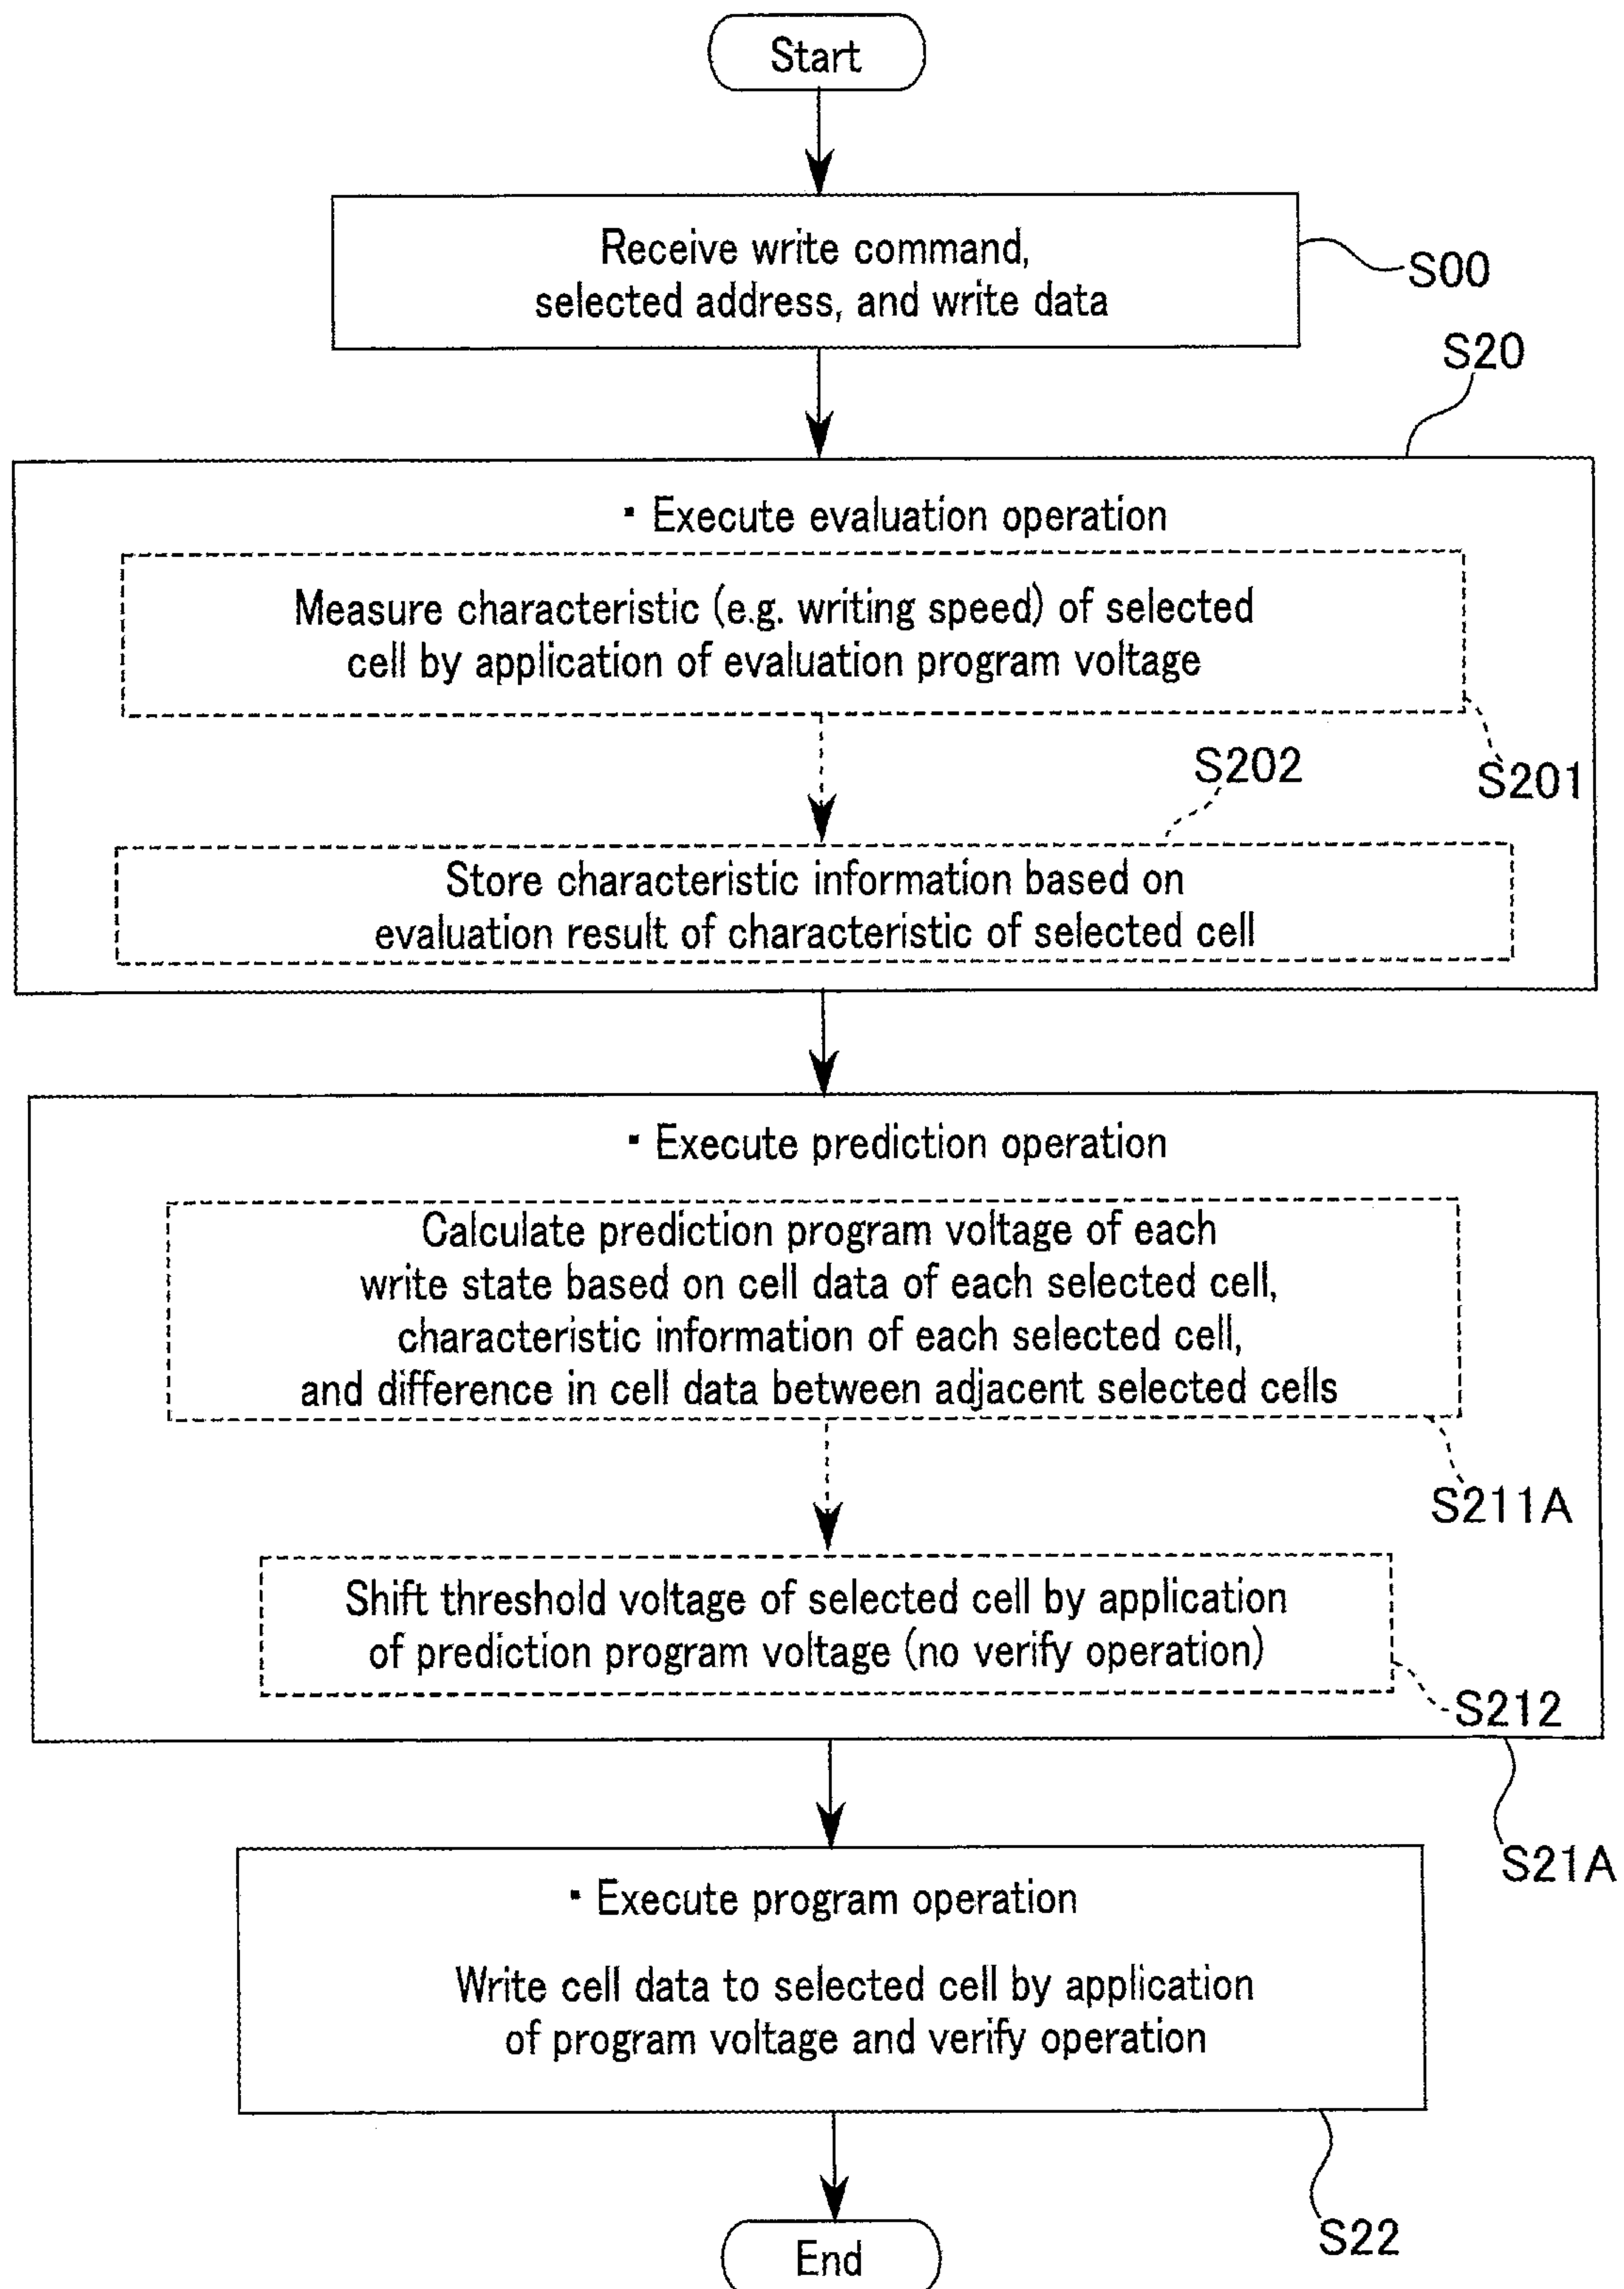 Start
Receive write command,
selected address, and write data
S00
S20
▪ Execute evaluation operation
Measure characteristic (e.g. writing speed) of selected
cell by application of evaluation program voltage
S201
S202
Store characteristic information based on
evaluation result of characteristic of selected cell
▪ Execute prediction operation
Calculate prediction program voltage of each
write state based on cell data of each selected cell,
characteristic information of each selected cell,
and difference in cell data between adjacent selected cells
S211A
Shift threshold voltage of selected cell by application
of prediction program voltage (no verify operation)
S212
S21A
▪ Execute program operation
Write cell data to selected cell by application
of program voltage and verify operation
S22
End